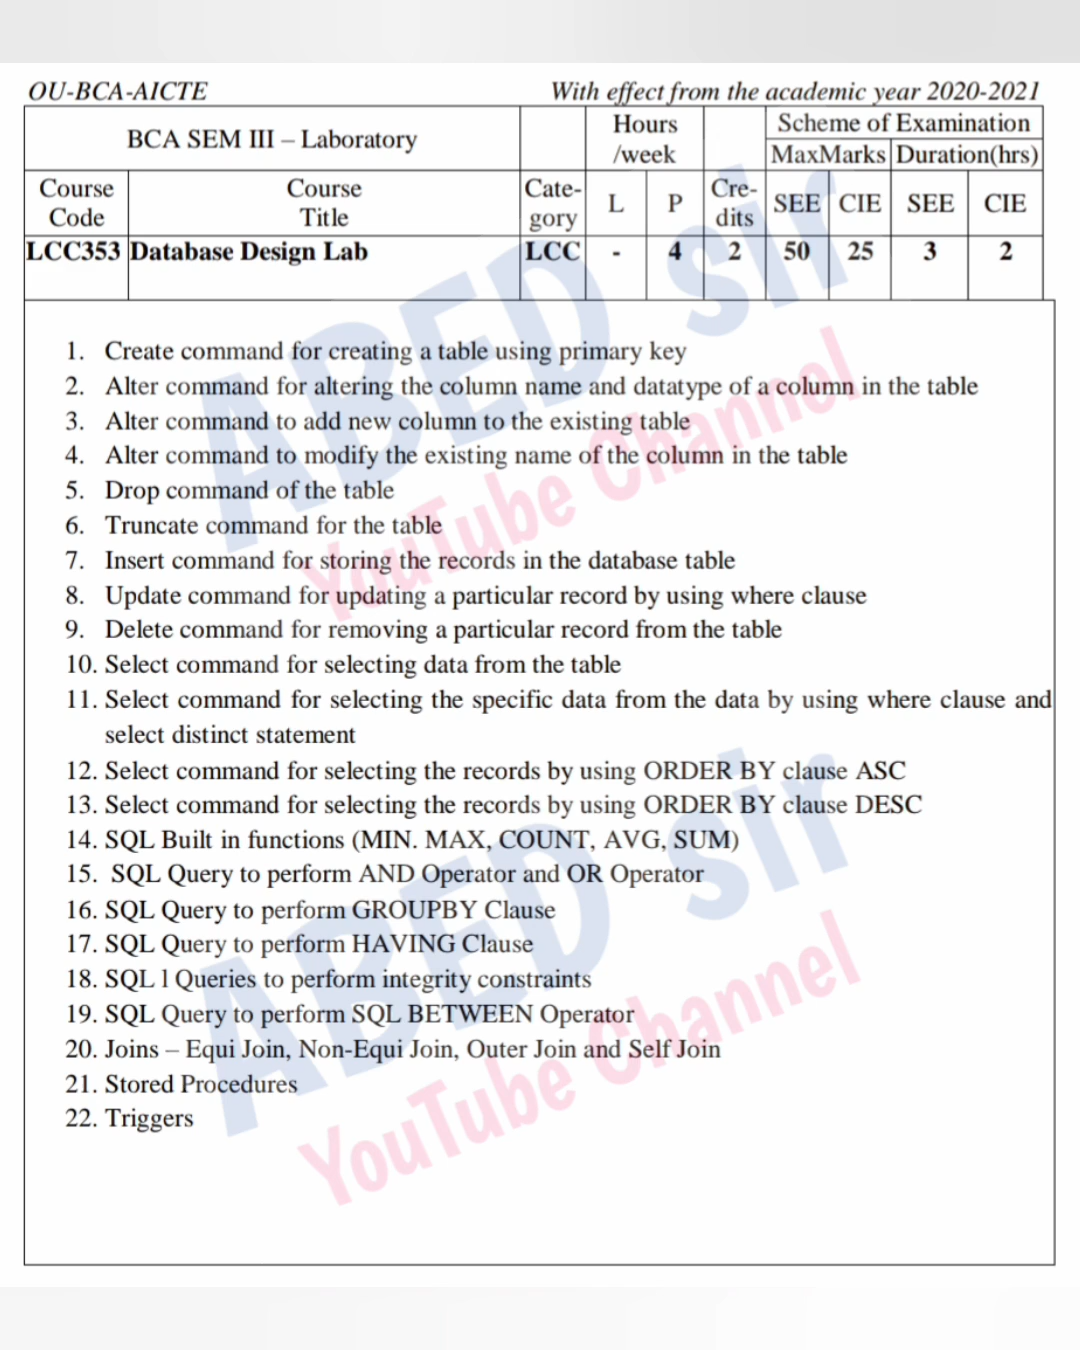 OU-BCA-AICTE With effect from the academic year 2020-2021
BCA SEM III – Laboratory Hours /week Scheme of Examination
MaxMarks Duration(hrs)
Course Code Course Title Cate-gory L P Cre-dits SEE CIE SEE CIE
LCC353 Database Design Lab LCC - 4 2 50 25 3 2
1. Create command for creating a table using primary key
2. Alter command for altering the column name and datatype of a column in the table
3. Alter command to add new column to the existing table
4. Alter command to modify the existing name of the column in the table
5. Drop command of the table
6. Truncate command for the table
7. Insert command for storing the records in the database table
8. Update command for updating a particular record by using where clause
9. Delete command for removing a particular record from the table
10. Select command for selecting data from the table
11. Select command for selecting the specific data from the data by using where clause and
select distinct statement
12. Select command for selecting the records by using ORDER BY clause ASC
13. Select command for selecting the records by using ORDER BY clause DESC
14. SQL Built in functions (MIN. MAX, COUNT, AVG, SUM)
15. SQL Query to perform AND Operator and OR Operator
16. SQL Query to perform GROUPBY Clause
17. SQL Query to perform HAVING Clause
18. SQL l Queries to perform integrity constraints
19. SQL Query to perform SQL BETWEEN Operator
20. Joins – Equi Join, Non-Equi Join, Outer Join and Self Join
21. Stored Procedures
22. Triggers
ABED sir
YouTube Channel
ABED sir
YouTube Channel